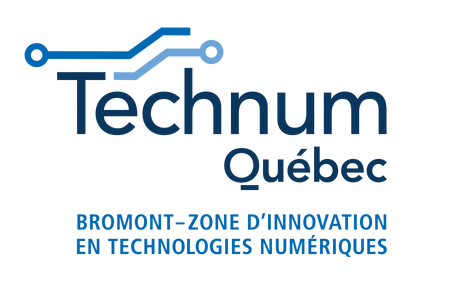 Technum
Québec
BROMONT–ZONE D'INNOVATION
EN TECHNOLOGIES NUMÉRIQUES